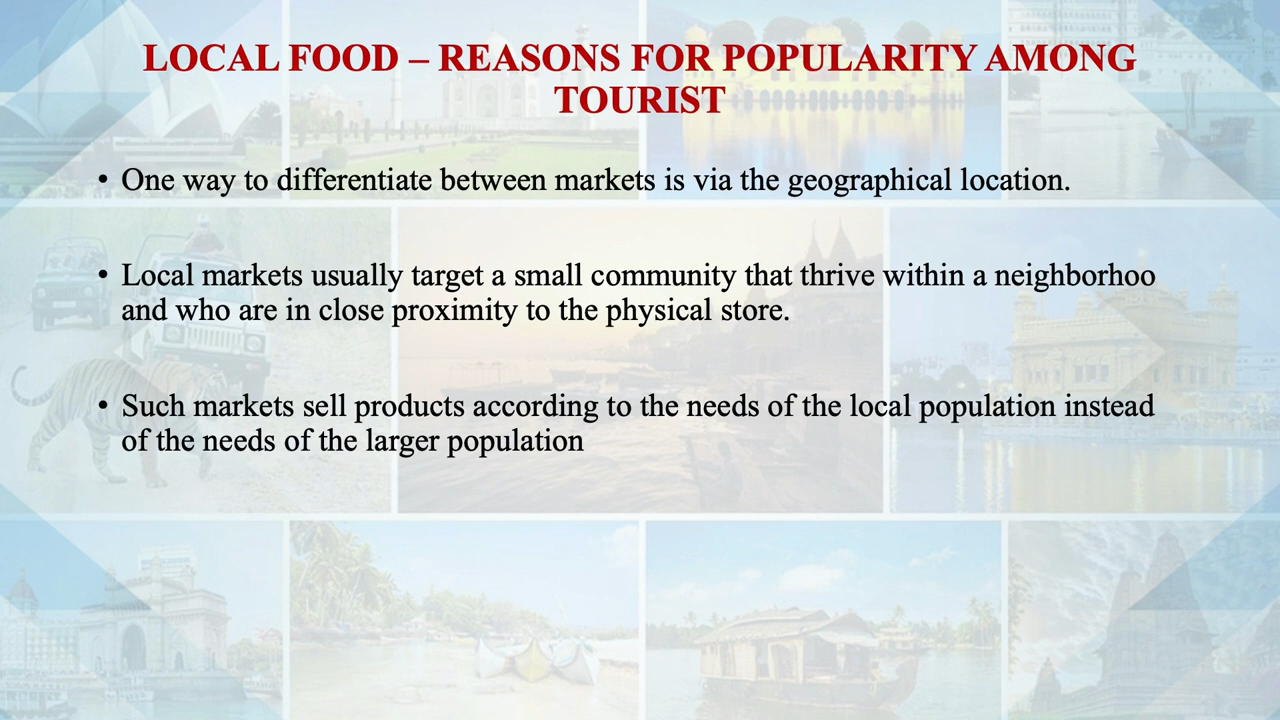 LOCAL FOOD – REASONS FOR POPULARITY AMONG
TOURIST
• One way to differentiate between markets is via the geographical location.
• Local markets usually target a small community that thrive within a neighborhoo
and who are in close proximity to the physical store.
• Such markets sell products according to the needs of the local population instead
of the needs of the larger population